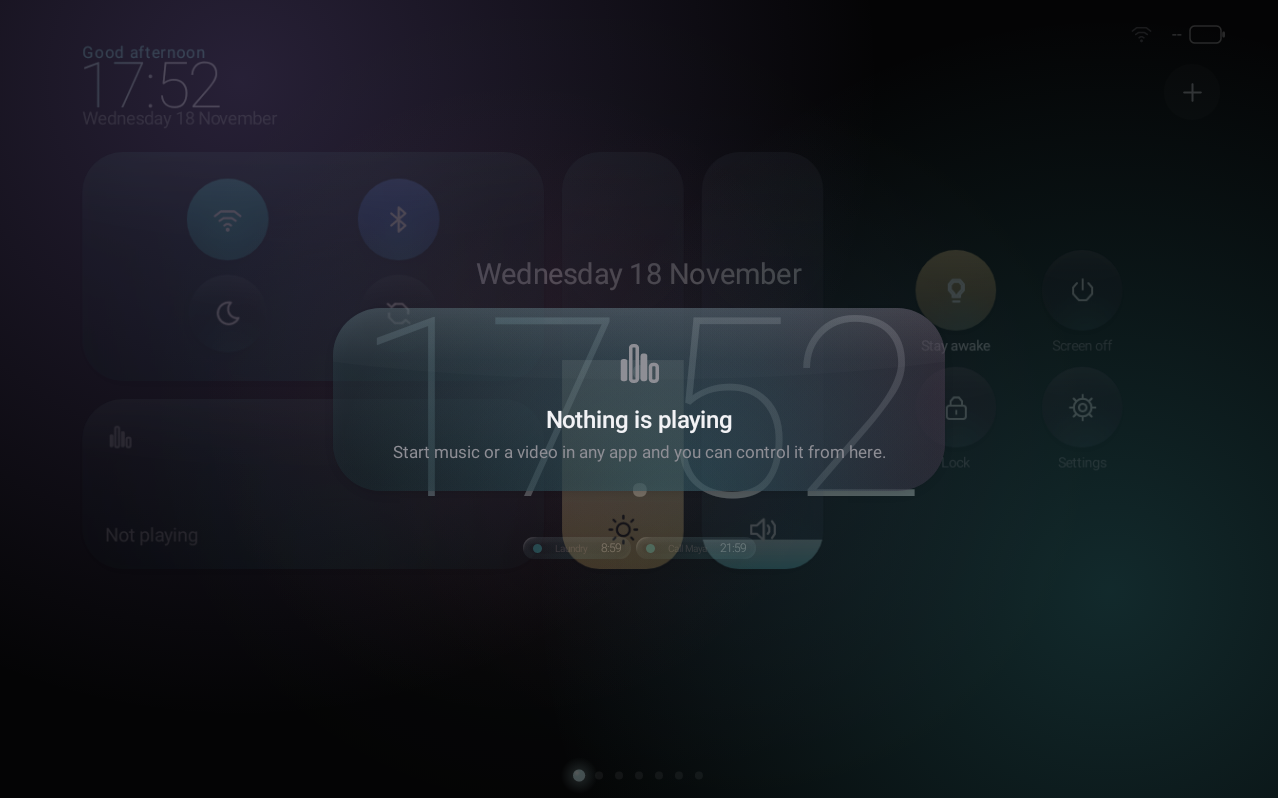 Good afternoon
17:52
Wednesday 18 November
--
Wednesday 18 November
17 52
Stay awake
Screen off
Nothing is playing
Start music or a video in any app and you can control it from here.
Lock
Settings
Not playing
Laundry 8:59
Call 21:59